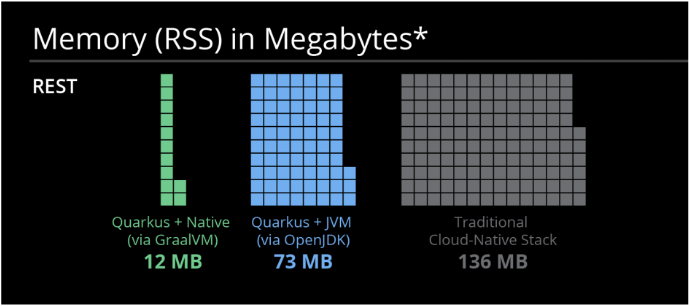 Memory (RSS) in Megabytes*
REST
Quarkus + Native
(via GraalVM)
12 MB
Quarkus + JVM
(via OpenJDK)
73 MB
Traditional
Cloud-Native Stack
136 MB